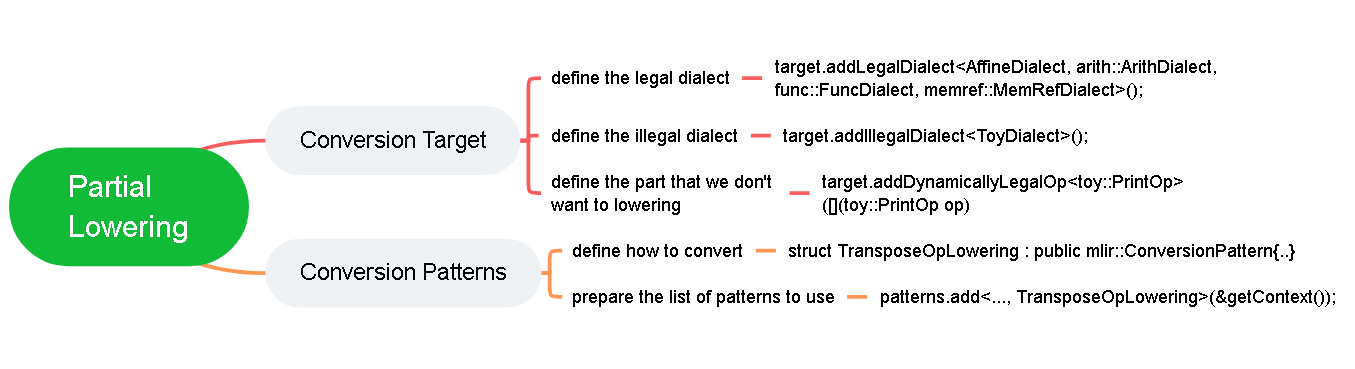 Partial
Lowering
Conversion Target
define the legal dialect
target.addLegalDialect<AffineDialect, arith::ArithDialect,
func::FuncDialect, memref::MemRefDialect>();
define the illegal dialect
target.addIllegalDialect<ToyDialect>();
define the part that we don't
want to lowering
target.addDynamicallyLegalOp<toy::PrintOp>
([](toy::PrintOp op)
Conversion Patterns
define how to convert
struct TransposeOpLowering : public mlir::ConversionPattern{..}
prepare the list of patterns to use
patterns.add<..., TransposeOpLowering>(&getContext());